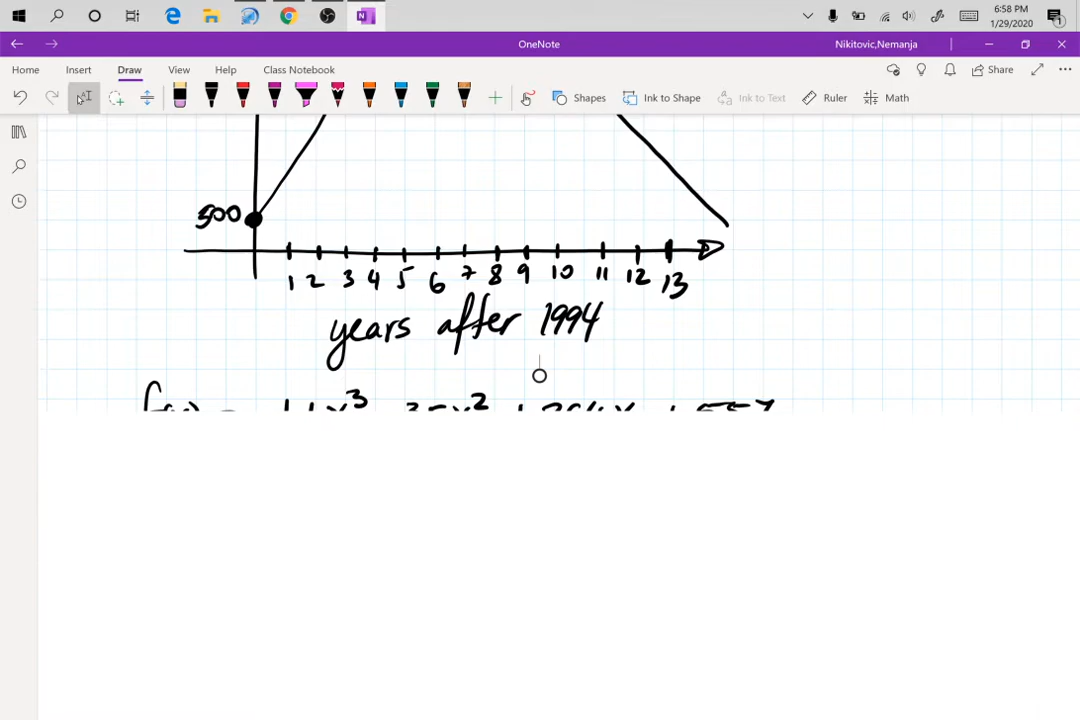 6:58 PM
1/29/2020
OneNote
Nikitovic,Nemanja
Home Insert Draw View Help Class Notebook
Share
Shapes Ink to Shape Ink to Text Ruler Math
500
1 2 3 4 5 6 7 8 9 10 11 12 13
years after 1994